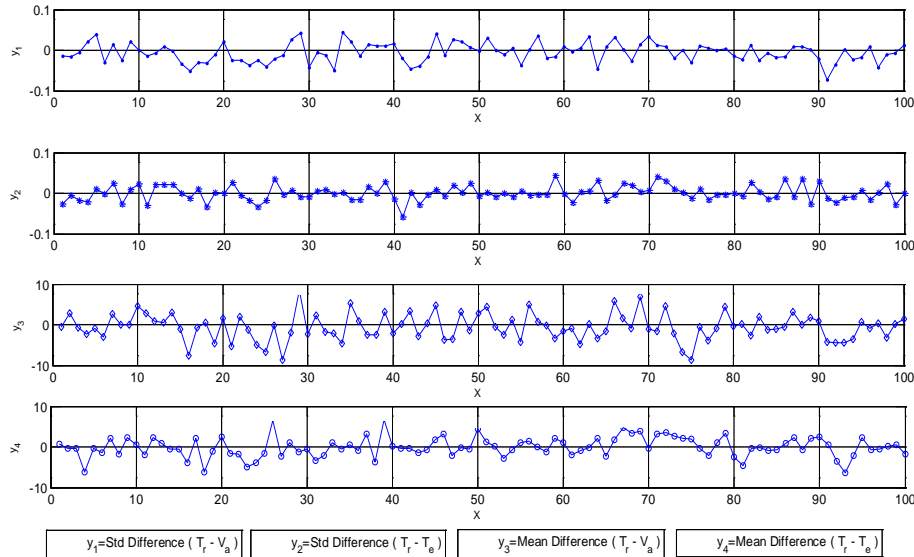 0.1
0
-0.1
y1
0 10 20 30 40 50 60 70 80 90 100
X
0.1
0
-0.1
y2
0 10 20 30 40 50 60 70 80 90 100
X
10
0
-10
y3
0 10 20 30 40 50 60 70 80 90 100
X
10
0
-10
y4
0 10 20 30 40 50 60 70 80 90 100
y1=Std Difference ( Tr - Va )
y2=Std Difference ( Tr - Te )
y3=Mean Difference ( Tr - Va )
y4=Mean Difference ( Tr - Te )